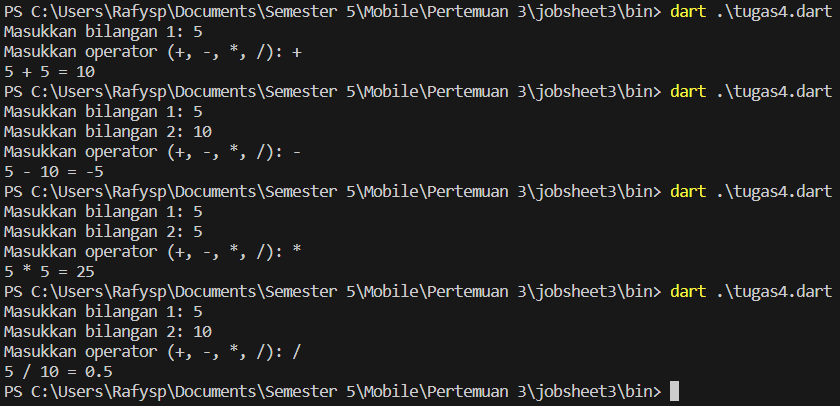 PS C:\Users\Rafysp\Documents\Semester 5\Mobile\Pertemuan 3\jobsheet3\bin> dart .\tugas4.dart
Masukkan bilangan 1: 5
Masukkan operator (+, -, *, /): +
5 + 5 = 10
PS C:\Users\Rafysp\Documents\Semester 5\Mobile\Pertemuan 3\jobsheet3\bin> dart .\tugas4.dart
Masukkan bilangan 1: 5
Masukkan bilangan 2: 10
Masukkan operator (+, -, *, /): -
5 - 10 = -5
PS C:\Users\Rafysp\Documents\Semester 5\Mobile\Pertemuan 3\jobsheet3\bin> dart .\tugas4.dart
Masukkan bilangan 1: 5
Masukkan bilangan 2: 5
Masukkan operator (+, -, *, /): *
5 * 5 = 25
PS C:\Users\Rafysp\Documents\Semester 5\Mobile\Pertemuan 3\jobsheet3\bin> dart .\tugas4.dart
Masukkan bilangan 1: 5
Masukkan bilangan 2: 10
Masukkan operator (+, -, *, /): /
5 / 10 = 0.5
PS C:\Users\Rafysp\Documents\Semester 5\Mobile\Pertemuan 3\jobsheet3\bin>